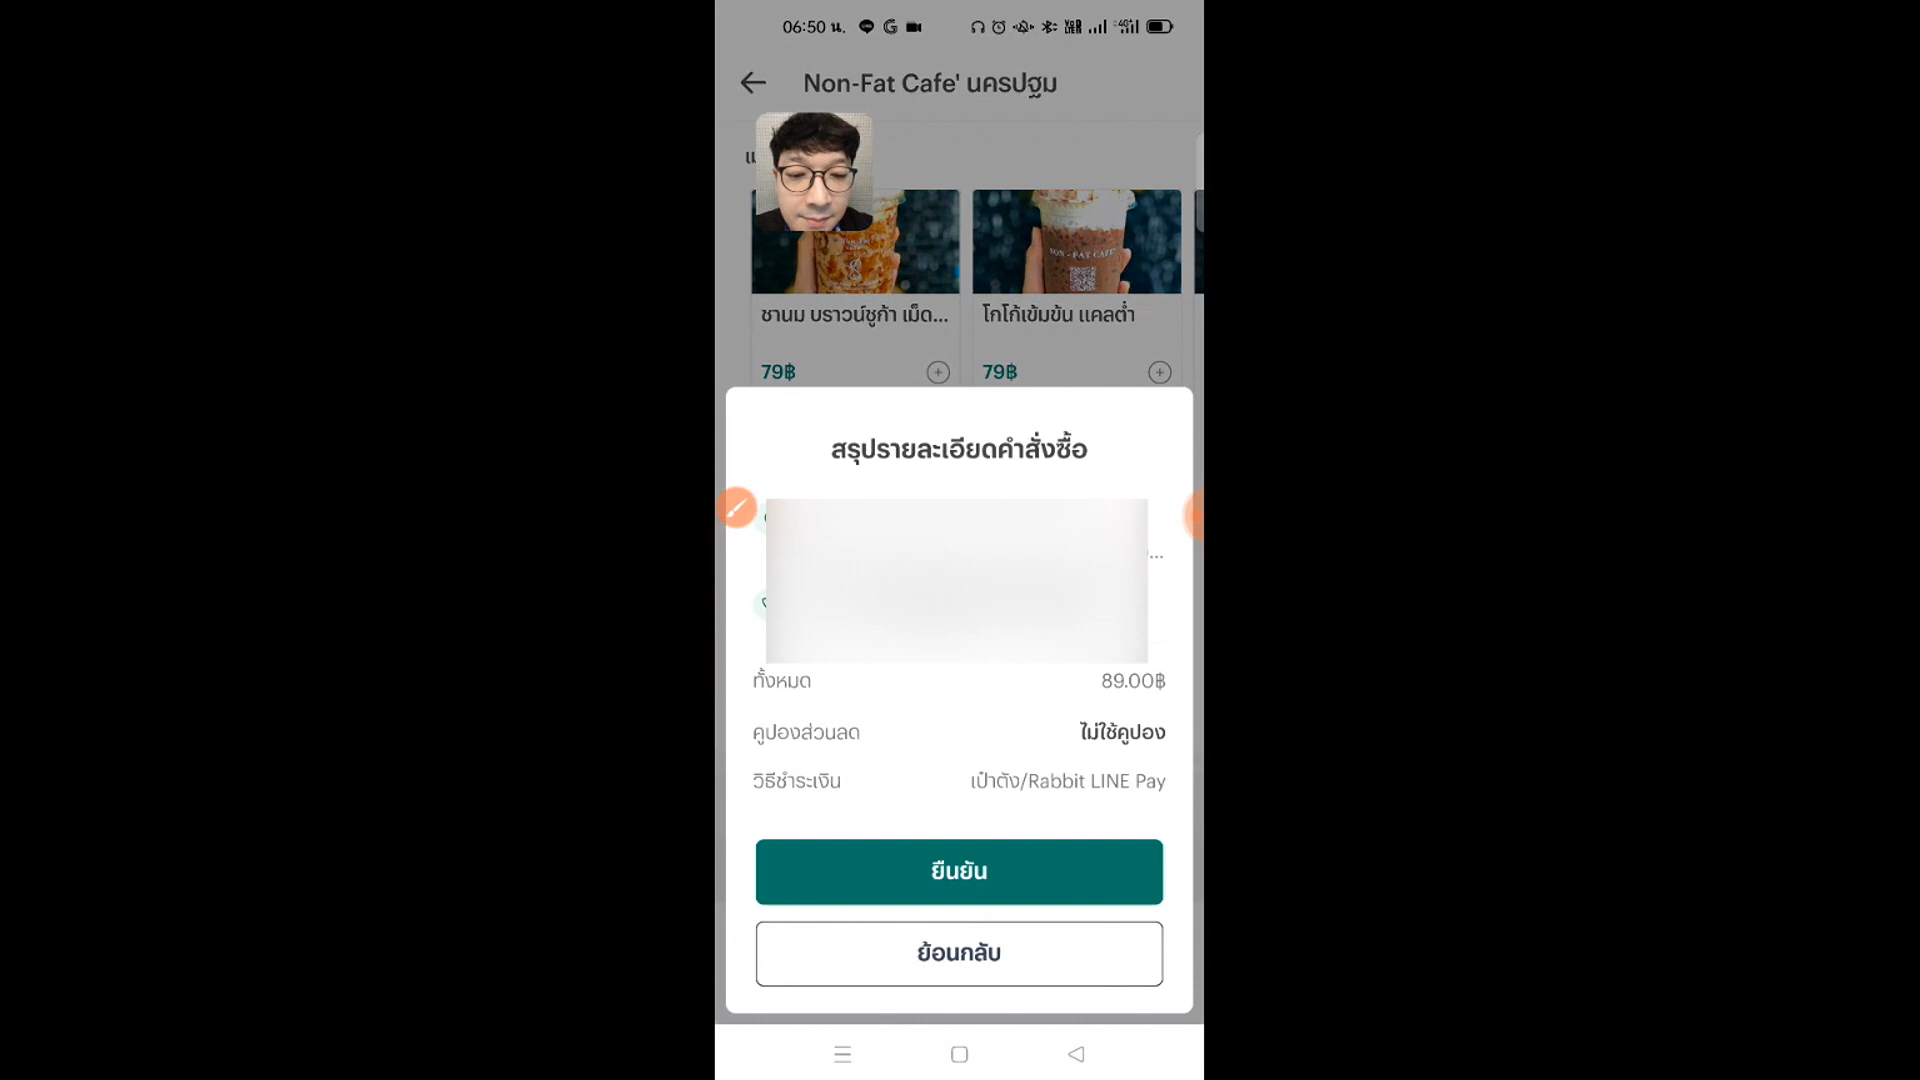 06:50 น.
Non-Fat Cafe' นครปฐม
NON - FAT CAFE'
ชานม บราวน์ชูก้า เม็ด...
โกโก้เข้มข้น แคลต่ำ
79฿
79฿
สรุปรายละเอียดคำสั่งซื้อ
...
ทั้งหมด
89.00฿
คูปองส่วนลด
ไม่ใช้คูปอง
วิธีชำระเงิน
เป๋าตัง/Rabbit LINE Pay
ยืนยัน
ย้อนกลับ